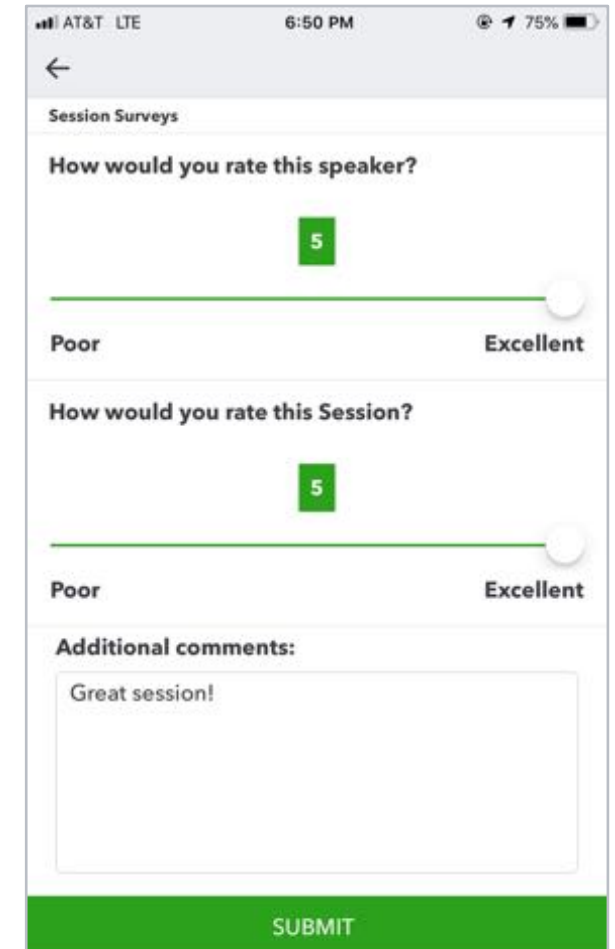 AT&T LTE 6:50 PM 75%
Session Surveys
How would you rate this speaker?
5
Poor Excellent
How would you rate this Session?
5
Poor Excellent
Additional comments:
Great session!
SUBMIT